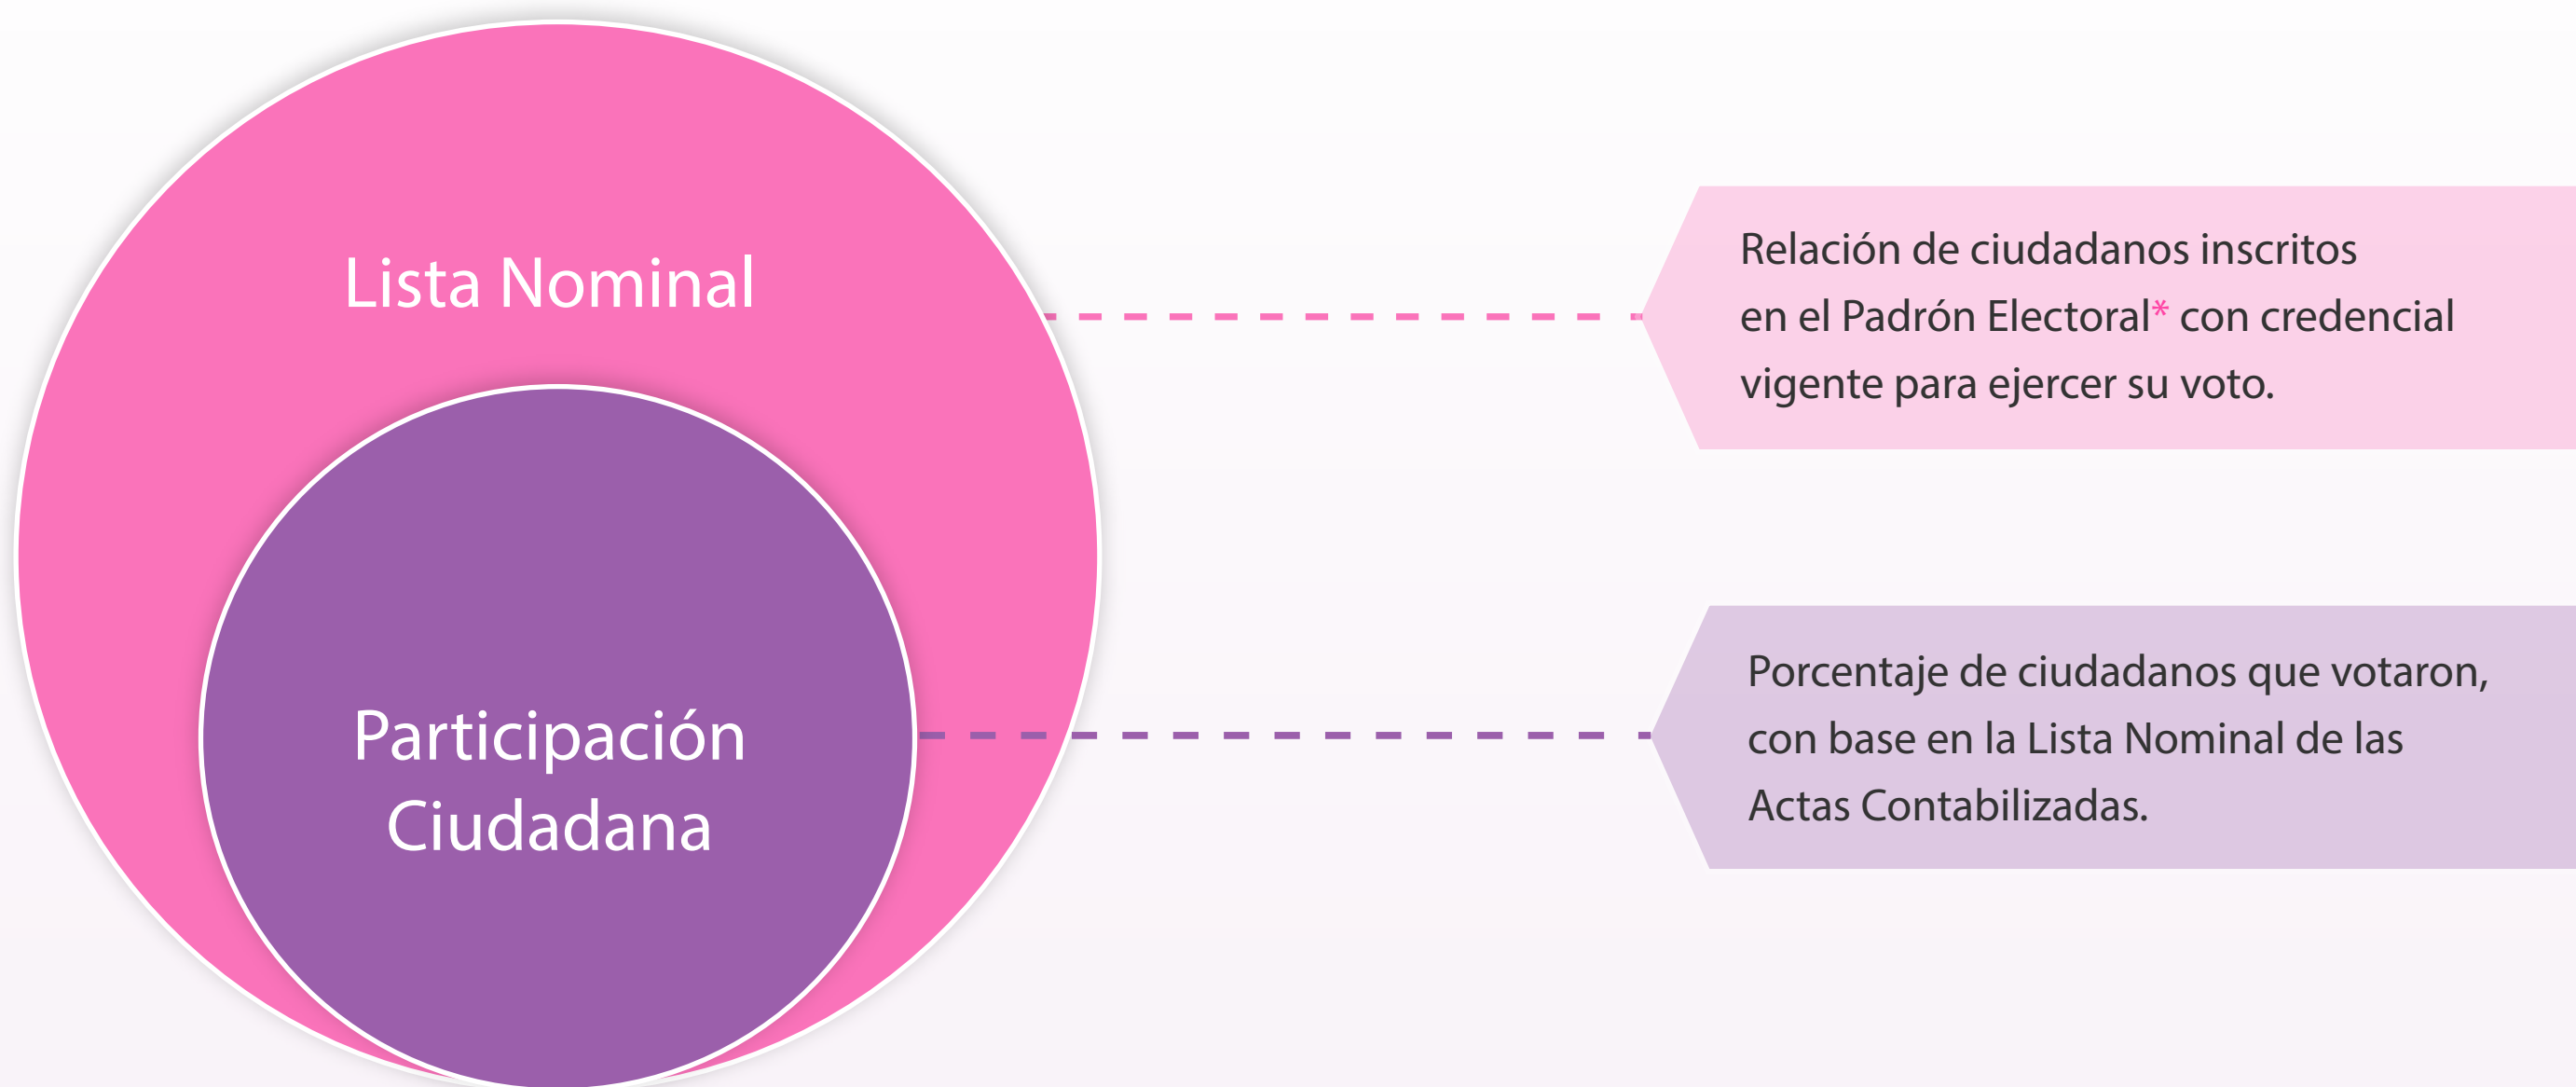 Lista Nominal
Relación de ciudadanos inscritos
en el Padrón Electoral* con credencial
vigente para ejercer su voto.
Participación
Ciudadana
Porcentaje de ciudadanos que votaron,
con base en la Lista Nominal de las
Actas Contabilizadas.